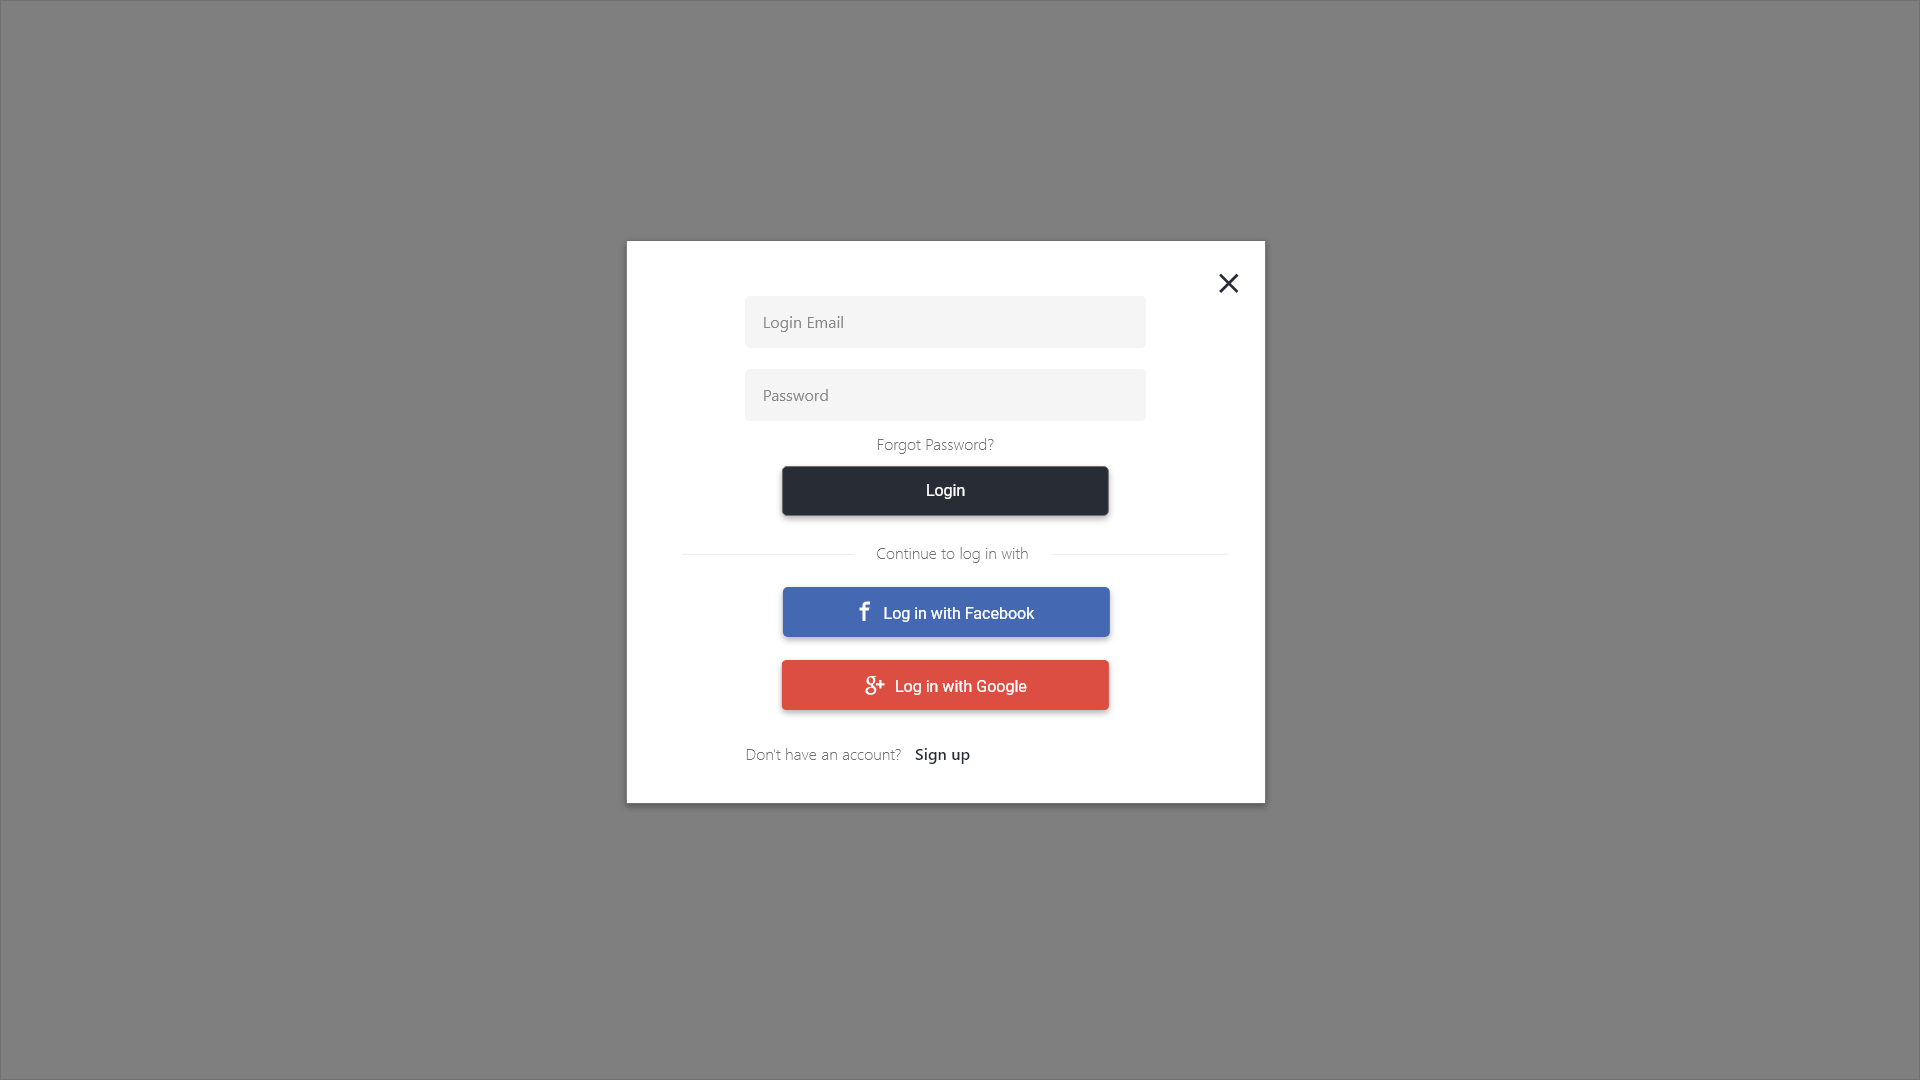 Login Email
Password
Forgot Password?
Login
Continue to log in with
f Log in with Facebook
g+ Log in with Google
Don't have an account? Sign up